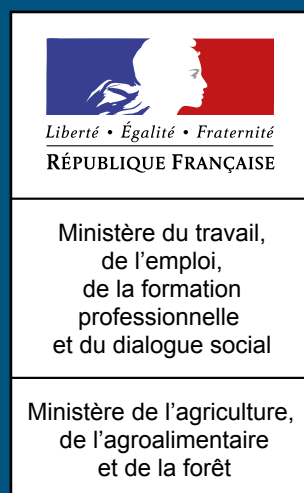 Liberté • Égalité • Fraternité
RÉPUBLIQUE FRANÇAISE
Ministère du travail,
de l’emploi,
de la formation
professionnelle
et du dialogue social
Ministère de l’agriculture,
de l’agroalimentaire
et de la forêt